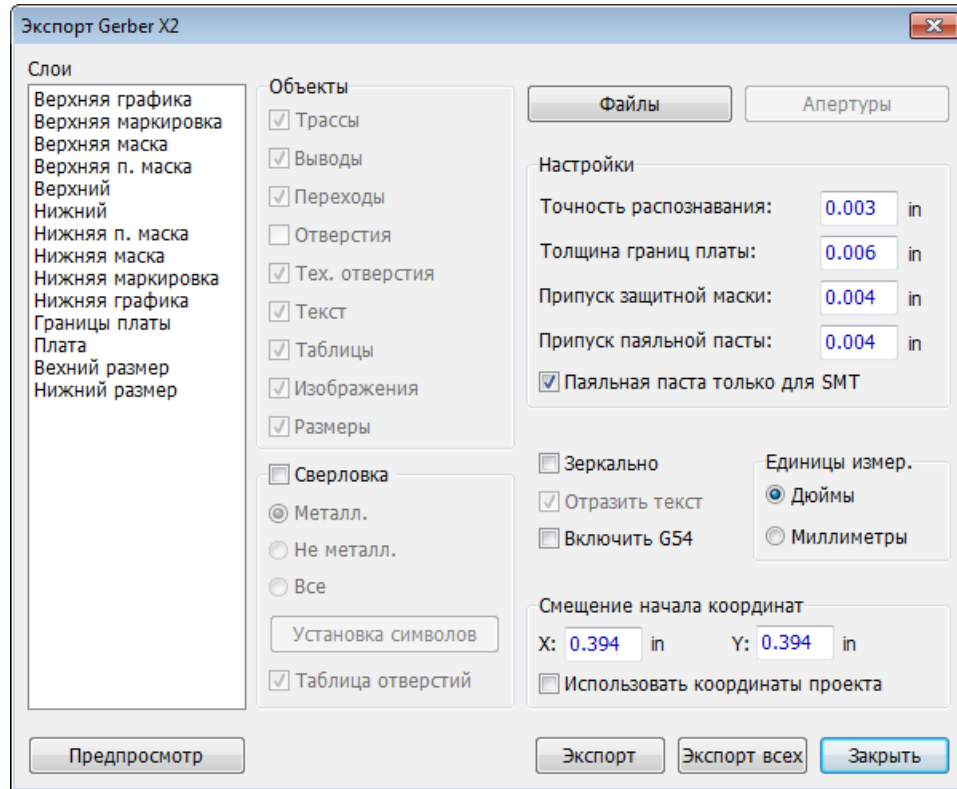 Экспорт Gerber X2
Слои
Верхняя графика
Верхняя маркировка
Верхняя маска
Верхняя п. маска
Верхний
Нижний
Нижняя п. маска
Нижняя маска
Нижняя маркировка
Нижняя графика
Границы платы
Плата
Вехний размер
Нижний размер
Объекты
Трассы
Выводы
Переходы
Отверстия
Тех. отверстия
Текст
Таблицы
Изображения
Размеры
Сверловка
Металл.
Не металл.
Все
Установка символов
Таблица отверстий
Файлы
Апертуры
Настройки
Точность распознавания: 0.003 in
Толщина границ платы: 0.006 in
Припуск защитной маски: 0.004 in
Припуск паяльной пасты: 0.004 in
Паяльная паста только для SMT
Зеркально
Отразить текст
Включить G54
Единицы измер.
Дюймы
Миллиметры
Смещение начала координат
X: 0.394 in Y: 0.394 in
Использовать координаты проекта
Предпросмотр
Экспорт
Экспорт всех
Закрыть